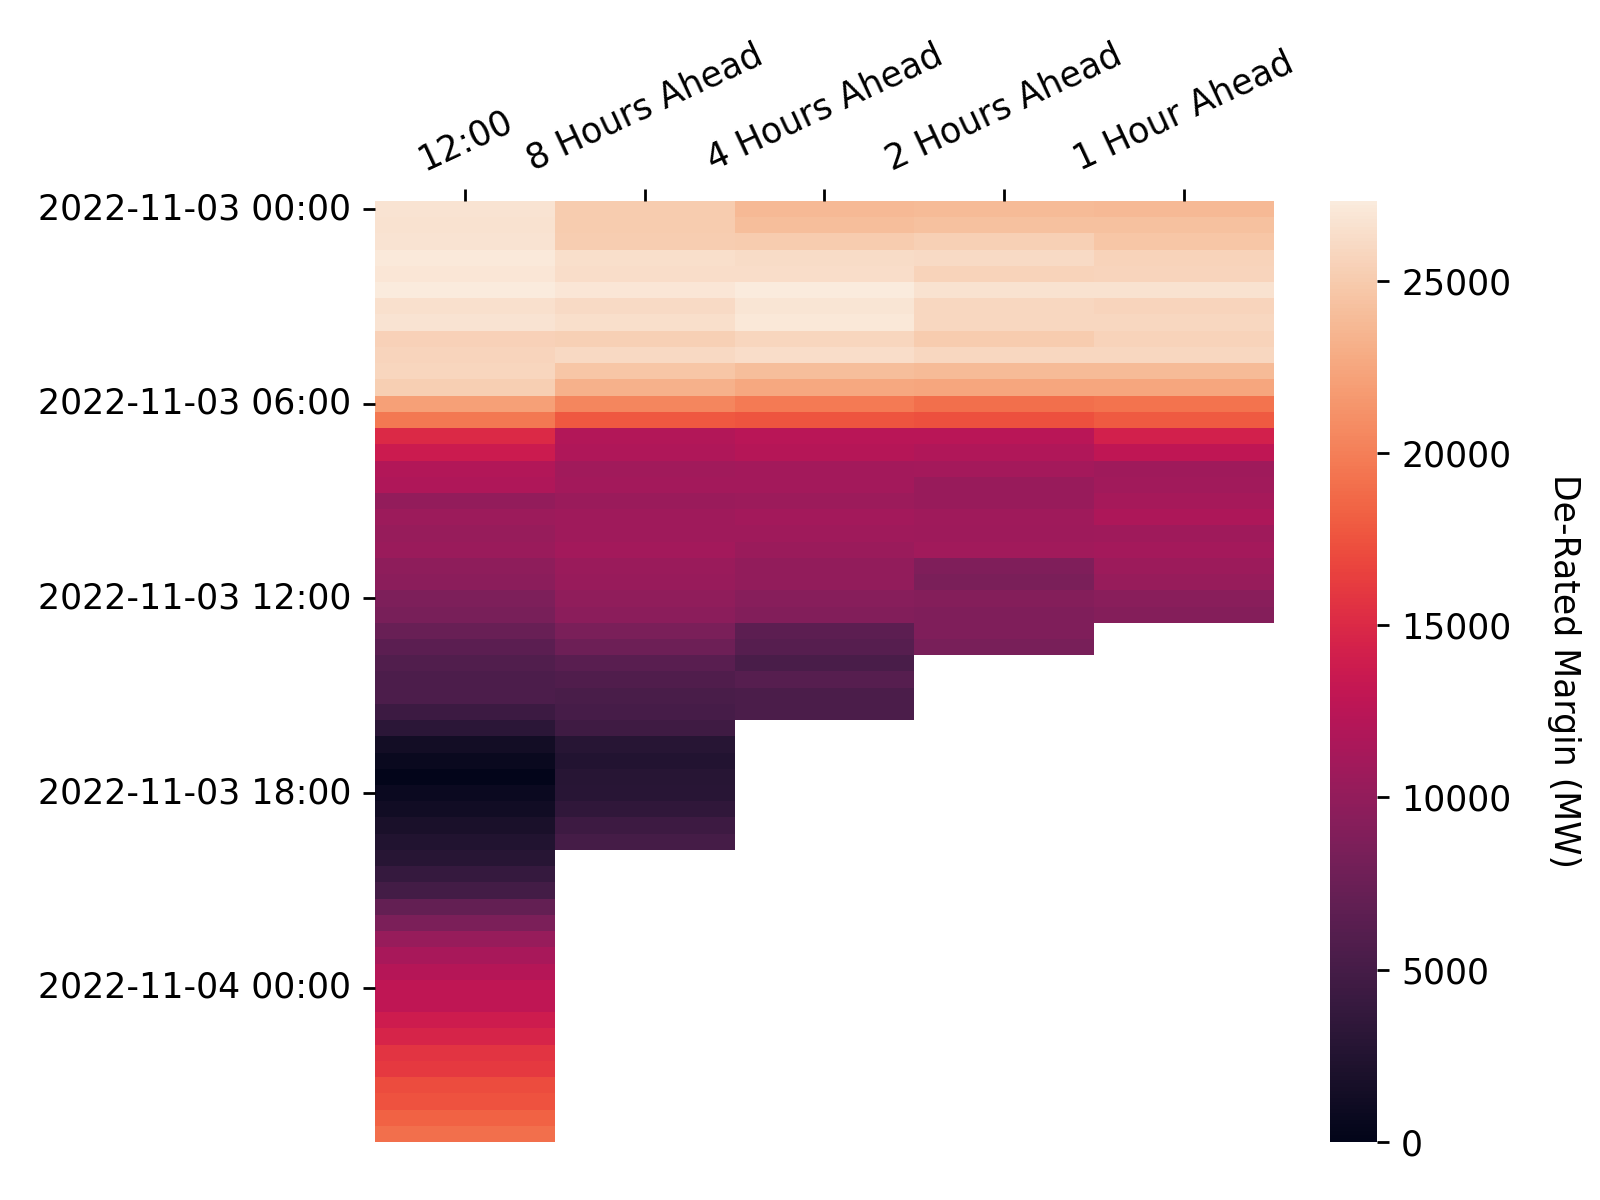 12:00
8 Hours Ahead
4 Hours Ahead
2 Hours Ahead
1 Hour Ahead
2022-11-03 00:00
2022-11-03 06:00
2022-11-03 12:00
2022-11-03 18:00
2022-11-04 00:00
25000
20000
15000
10000
5000
0
De-Rated Margin (MW)